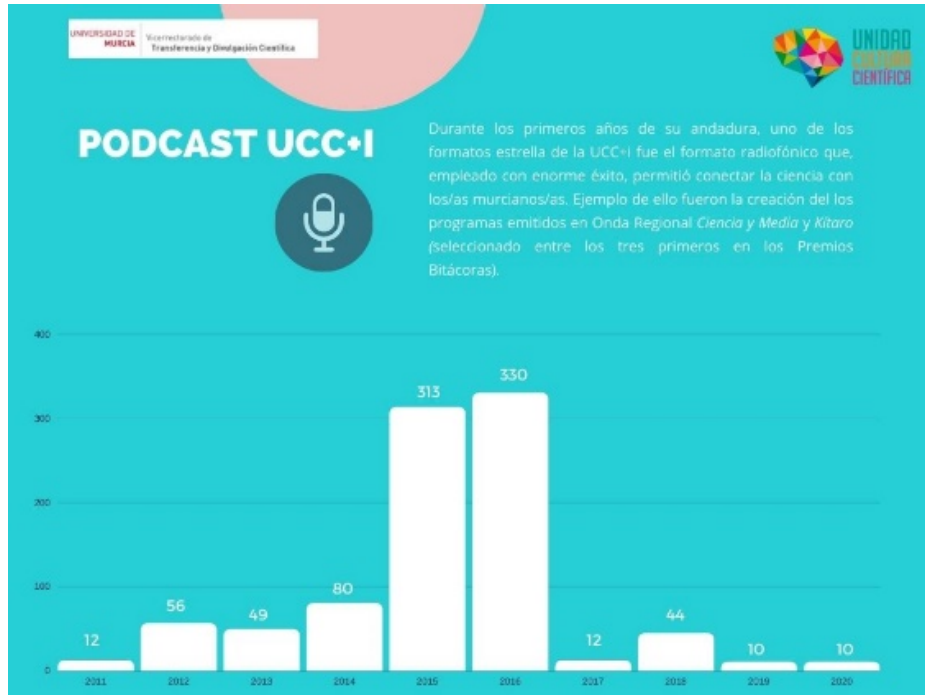 UNIVERSIDAD DE
MURCIA
Vicerrectorado de
Transferencia y Divulgación Científica
UNIDAD
CULTURA
CIENTÍFICA
PODCAST UCC+I
Durante los primeros años de su andadura, uno de los
formatos estrella de la UCC+I fue el formato radiofónico que,
empleado con enorme éxito, permitió conectar la ciencia con
los/as murcianos/as. Ejemplo de ello fueron la creación del los
programas emitidos en Onda Regional Ciencia y Media y Kítaro
(seleccionado entre los tres primeros en los Premios
Bitácoras).
400
300
200
100
0
12
56
49
80
313
330
12
44
10
10
2011
2012
2013
2014
2015
2016
2017
2018
2019
2020